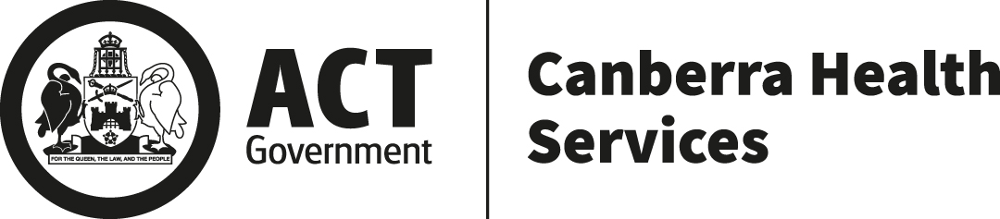 FOR THE QUEEN, THE LAW, AND THE PEOPLE
ACT
Government
Canberra Health
Services